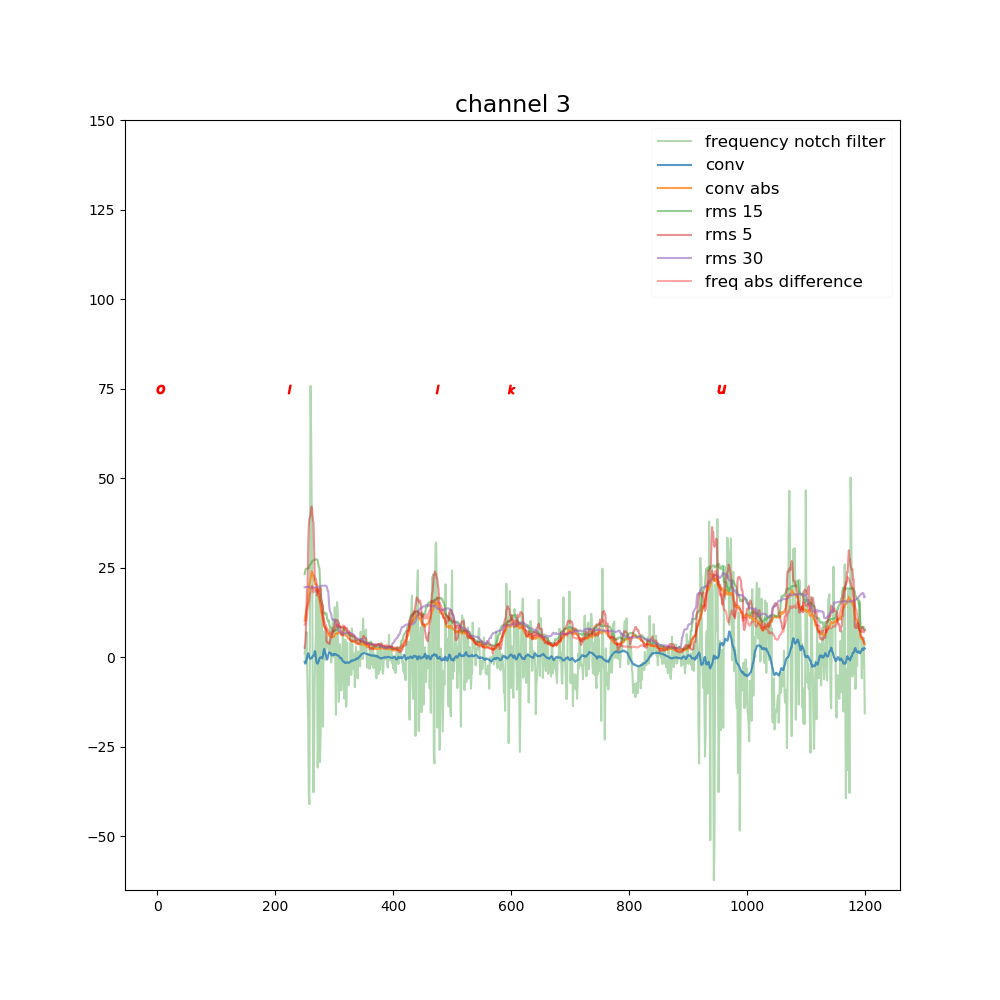 channel 3
150
125
100
75
50
25
0
−25
−50
0 200 400 600 800 1000 1200
frequency notch filter
conv
conv abs
rms 15
rms 5
rms 30
freq abs difference
o l l k u